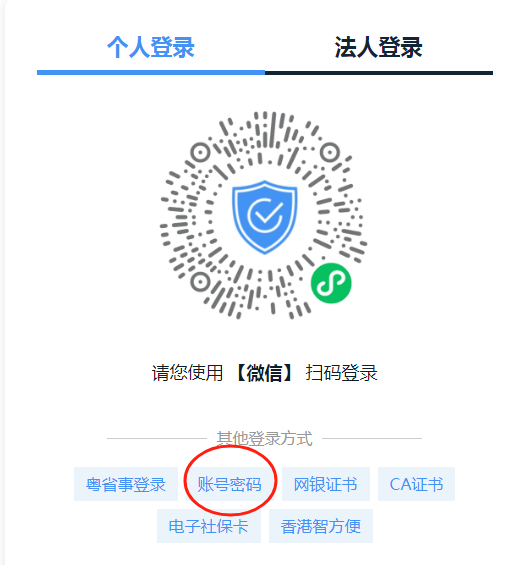 个人登录 法人登录
请您使用 【微信】 扫码登录
其他登录方式
粤省事登录 账号密码 网银证书 CA证书
电子社保卡 香港智方便